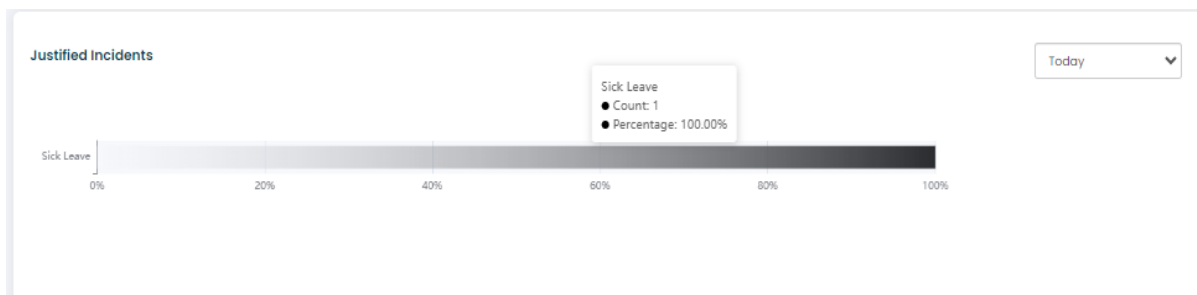 Justified Incidents
Today
Sick Leave
Count: 1
Percentage: 100.00%
Sick Leave
0%
20%
40%
60%
80%
100%